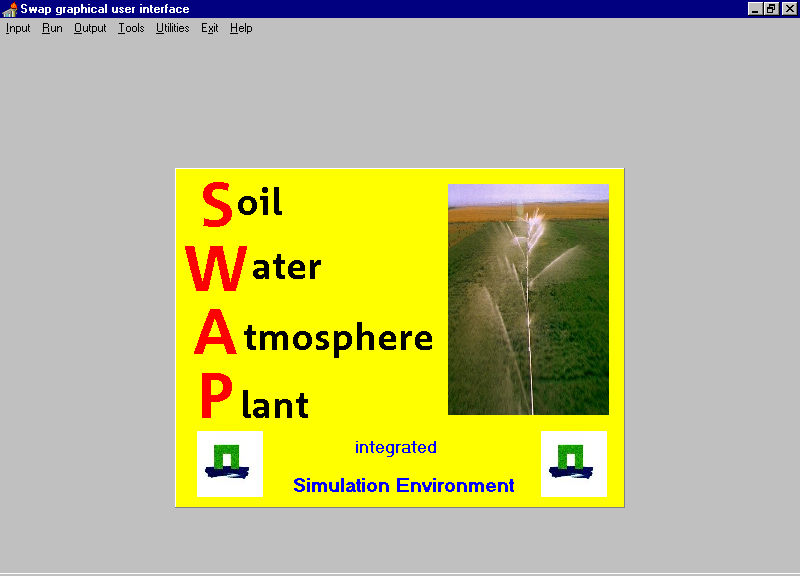 Swap graphical user interface
Input Run Output Tools Utilities Exit Help
Soil
Water
Atmosphere
Plant
integrated
Simulation Environment